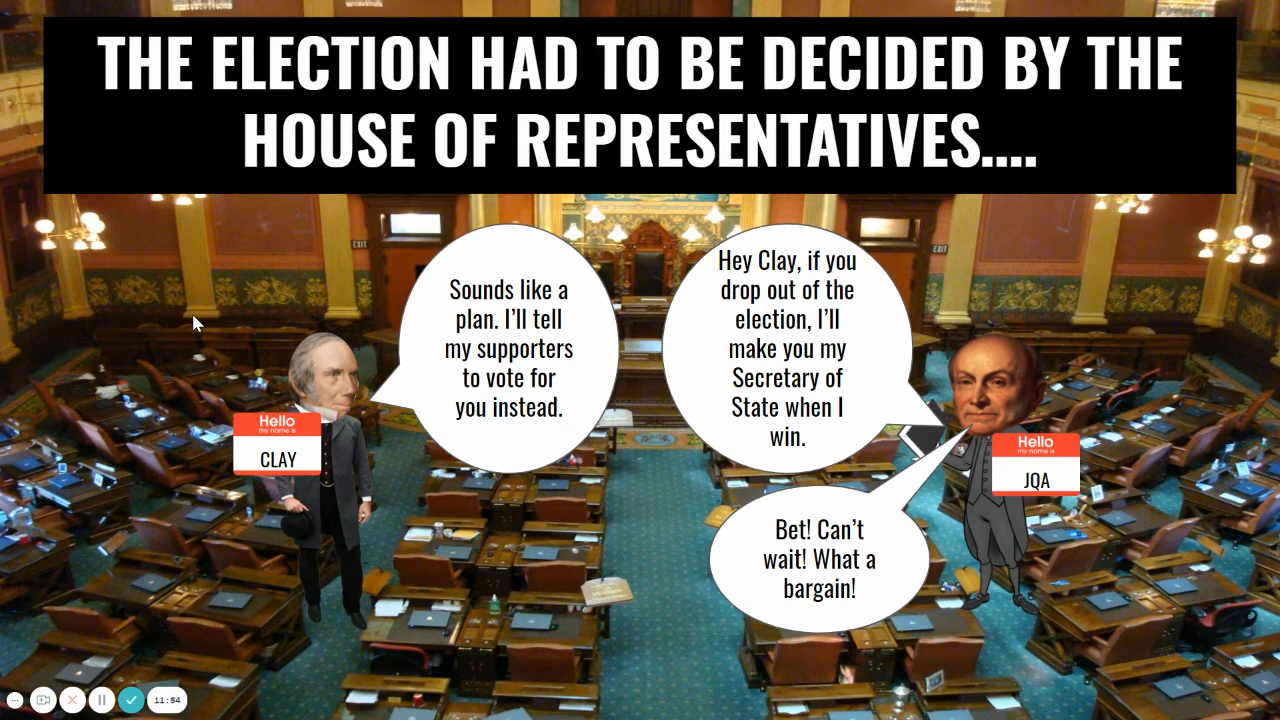 THE ELECTION HAD TO BE DECIDED BY THE
HOUSE OF REPRESENTATIVES....
Hey Clay, if you
drop out of the
election, I’ll
make you my
Secretary of
State when I
win.
Sounds like a
plan. I’ll tell
my supporters
to vote for
you instead.
Bet! Can’t
wait! What a
bargain!
Hello
my name is
CLAY
Hello
my name is
JQA
EXIT
EXIT
11:54